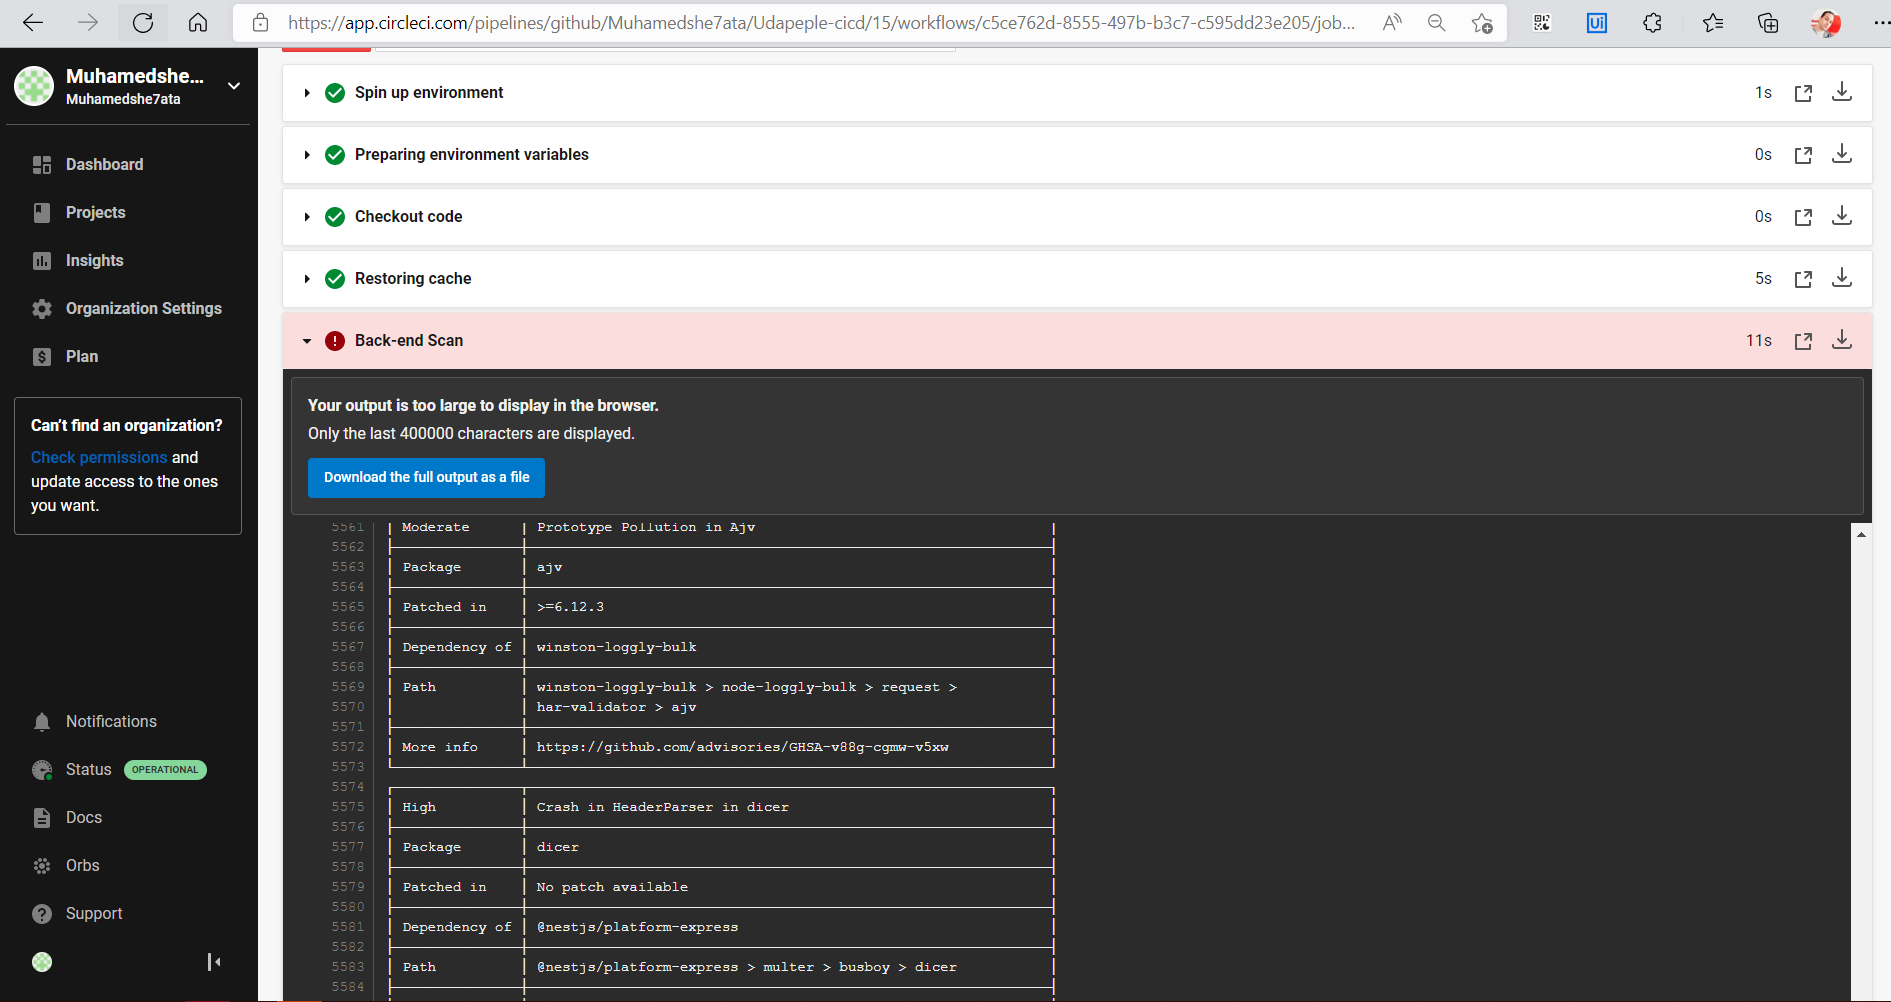 https://app.circleci.com/pipelines/github/Muhamedshe7ata/Udapeple-cicd/15/workflows/c5ce762d-8555-497b-b3c7-c595dd23e205/job...
Muhamedshe...
Muhamedshe7ata
Dashboard
Projects
Insights
Organization Settings
Plan
Can't find an organization?
Check permissions and
update access to the ones
you want.
Notifications
Status OPERATIONAL
Docs
Orbs
Support
Spin up environment 1s
Preparing environment variables 0s
Checkout code 0s
Restoring cache 5s
Back-end Scan 11s
Your output is too large to display in the browser.
Only the last 400000 characters are displayed.
Download the full output as a file
5561 Moderate Prototype Pollution in Ajv
5562
5563 Package ajv
5564
5565 Patched in >=6.12.3
5566
5567 Dependency of winston-loggly-bulk
5568
5569 Path winston-loggly-bulk > node-loggly-bulk > request >
5570 har-validator > ajv
5571
5572 More info https://github.com/advisories/GHSA-v88g-cgmw-v5xw
5573
5574
5575 High Crash in HeaderParser in dicer
5576
5577 Package dicer
5578
5579 Patched in No patch available
5580
5581 Dependency of @nestjs/platform-express
5582
5583 Path @nestjs/platform-express > multer > busboy > dicer
5584